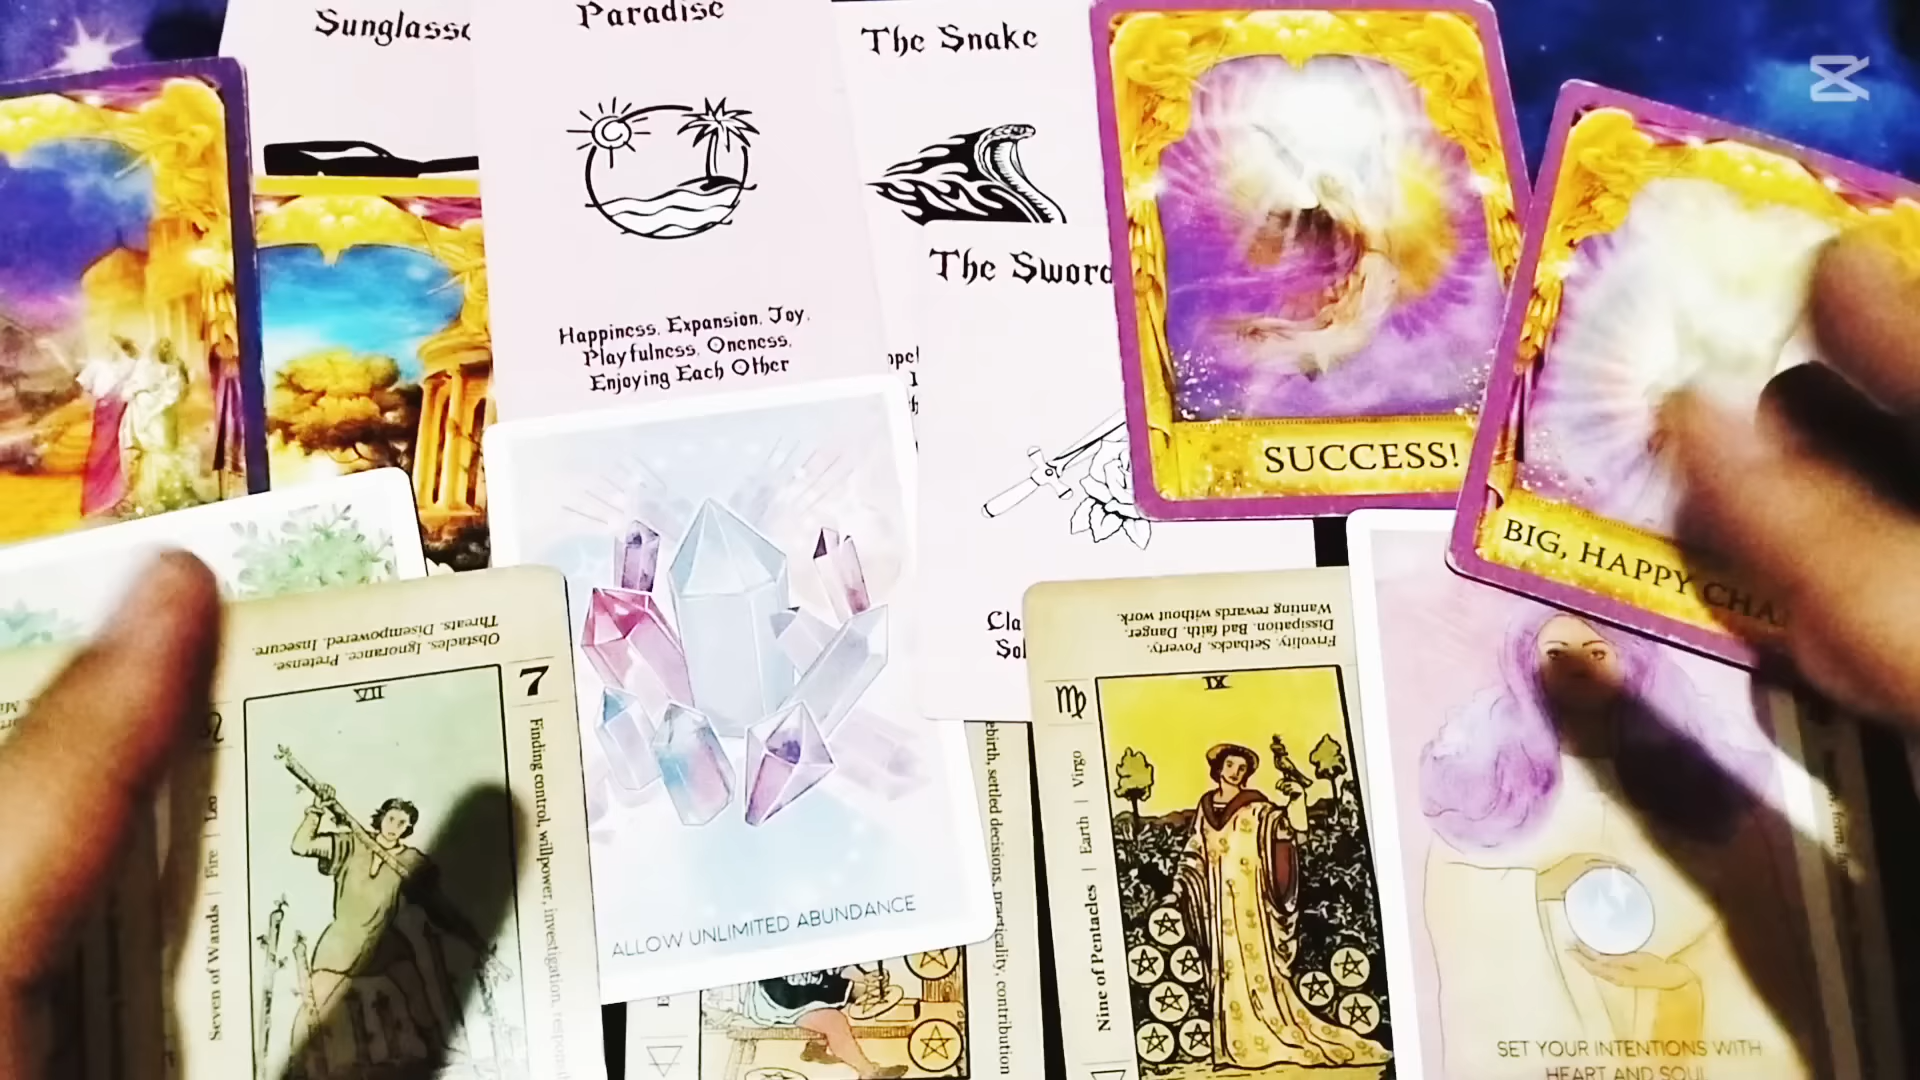 Paradise
The Snake
Happiness, Expansion, Joy,
Playfulness, Oneness,
Enjoying Each Other
The Sword
SUCCESS!
BIG, HAPPY
Obstacles. Ignorance. Pretense.
Threats. Disempowered. Insecure.
VII
7
Finding control, willpower, investigation,
Seven of Wands | Fire | Leo
ALLOW UNLIMITED ABUNDANCE
settled decisions, practicality, contribution
Frivolity. Setbacks. Poverty.
Dissipation. Bad faith. Danger.
Wanting rewards without work.
IX
Nine of Pentacles | Earth | Virgo
SET YOUR INTENTIONS WITH
HEART AND SOUL